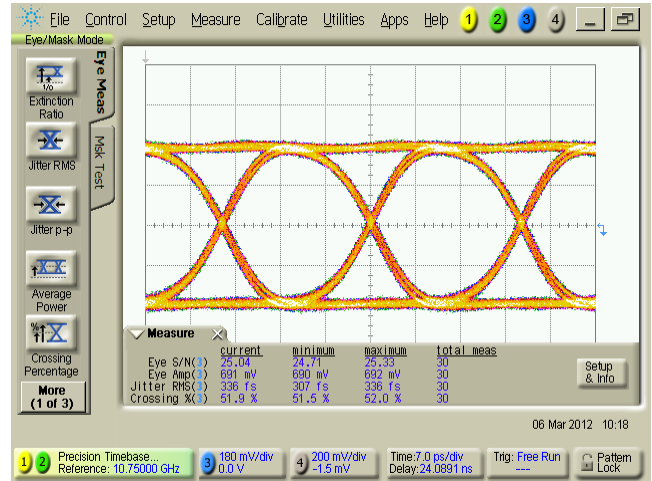 File Control Setup Measure Calibrate Utilities Apps Help 1 2 3 4
Eye/Mask Mode
Eye Meas
Msk Test
1/0
Extinction
Ratio
Jitter RMS
Jitter p-p
Average
Power
%
Crossing
Percentage
More
(1 of 3)
Measure
current minimum maximum total meas
Eye S/N(3) 25.04 24.71 25.33 30
Eye Amp(3) 691 mV 690 mV 692 mV 30
Jitter RMS(3) 336 fs 307 fs 336 fs 30
Crossing %(3) 51.9 % 51.5 % 52.0 % 30
Setup
& Info
06 Mar 2012 10:18
1 2 Precision Timebase...
Reference: 10.75000 GHz
3 180 mV/div
0.0 V
4 200 mV/div
-1.5 mV
Time:7.0 ps/div
Delay:24.0891 ns
Trig: Free Run
---
Pattern
Lock